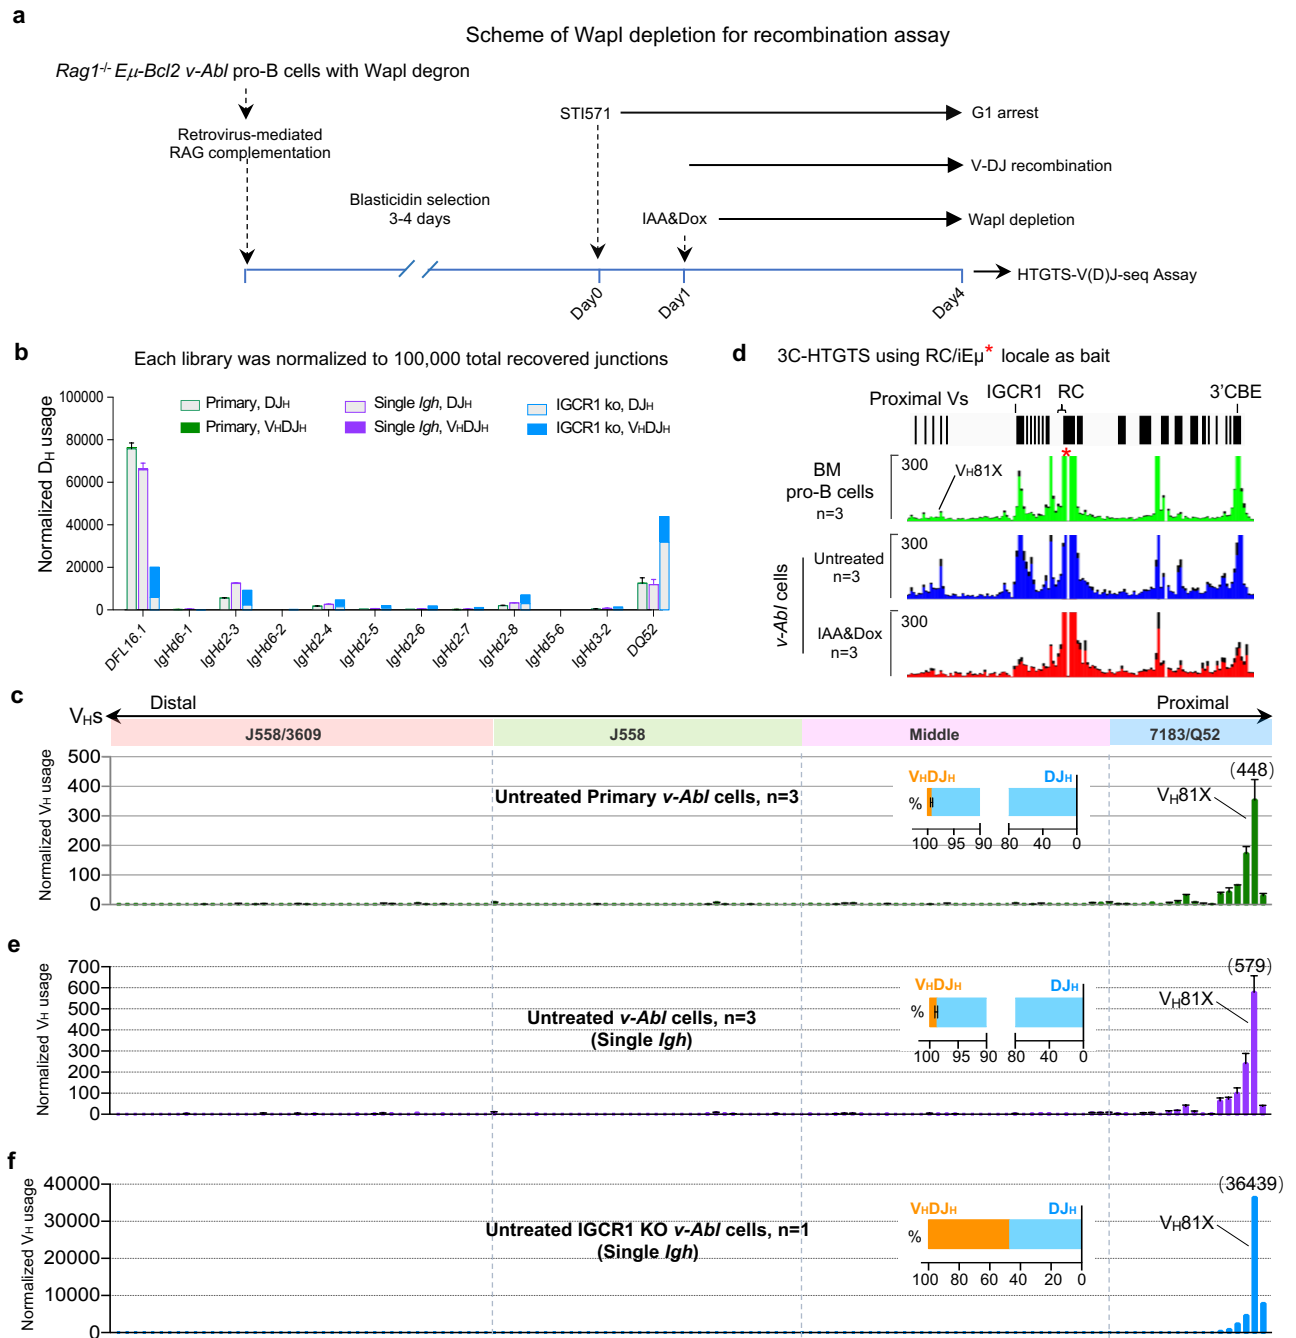 a
Scheme of Wapl depletion for recombination assay
Rag1-/- Eμ-Bcl2 v-Abl pro-B cells with Wapl degron
Retrovirus-mediated
RAG complementation
STI571
G1 arrest
V-DJ recombination
Blasticidin selection
3-4 days
IAA&Dox
Wapl depletion
HTGTS-V(D)J-seq Assay
Day0
Day1
Day4
b
Each library was normalized to 100,000 total recovered junctions
Normalized DH usage
100000
80000
60000
40000
20000
0
Primary, DJH
Primary, VHDJH
Single Igh, DJH
Single Igh, VHDJH
IGCR1 ko, DJH
IGCR1 ko, VHDJH
DFL16.1
IgHd6-1
IgHd2-3
IgHd6-2
IgHd2-4
IgHd2-5
IgHd2-6
IgHd2-7
IgHd2-8
IgHd5-6
IgHd3-2
DQ52
d
3C-HTGTS using RC/iEμ* locale as bait
Proximal Vs
IGCR1
RC
3'CBE
*
BM
pro-B cells
n=3
300
VH81X
v-Abl cells
Untreated
n=3
300
IAA&Dox
n=3
300
c
VHs
Distal
Proximal
J558/3609
J558
Middle
7183/Q52
Normalized VH usage
500
400
300
200
100
0
Untreated Primary v-Abl cells, n=3
VHDJH
DJH
%
100 95 90 80 40 0
(448)
VH81X
e
Normalized VH usage
700
600
500
400
300
200
100
0
Untreated v-Abl cells, n=3
(Single Igh)
VHDJH
DJH
%
100 95 90 80 40 0
(579)
VH81X
f
Normalized VH usage
40000
30000
20000
10000
0
Untreated IGCR1 KO v-Abl cells, n=1
(Single Igh)
VHDJH
DJH
%
100 80 60 40 20 0
(36439)
VH81X